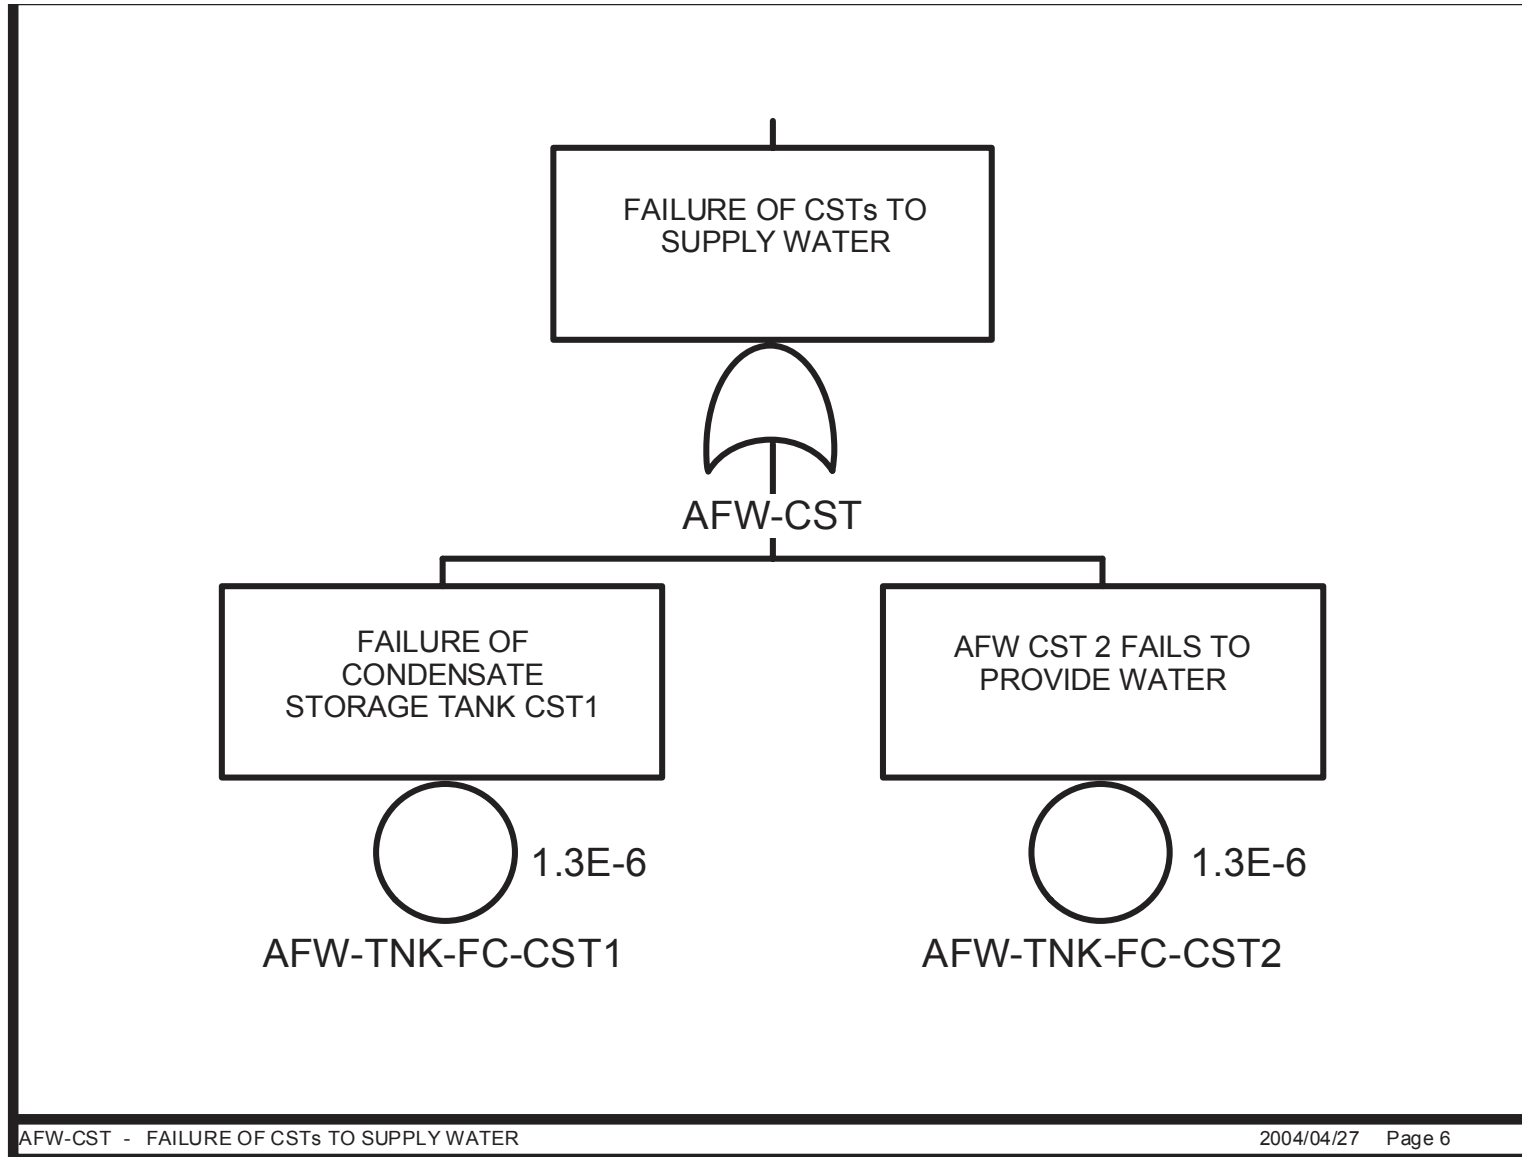 FAILURE OF CSTs TO
SUPPLY WATER
AFW-CST
FAILURE OF
CONDENSATE
STORAGE TANK CST1
1.3E-6
AFW-TNK-FC-CST1
AFW CST 2 FAILS TO
PROVIDE WATER
1.3E-6
AFW-TNK-FC-CST2
AFW-CST - FAILURE OF CSTs TO SUPPLY WATER
2004/04/27 Page 6